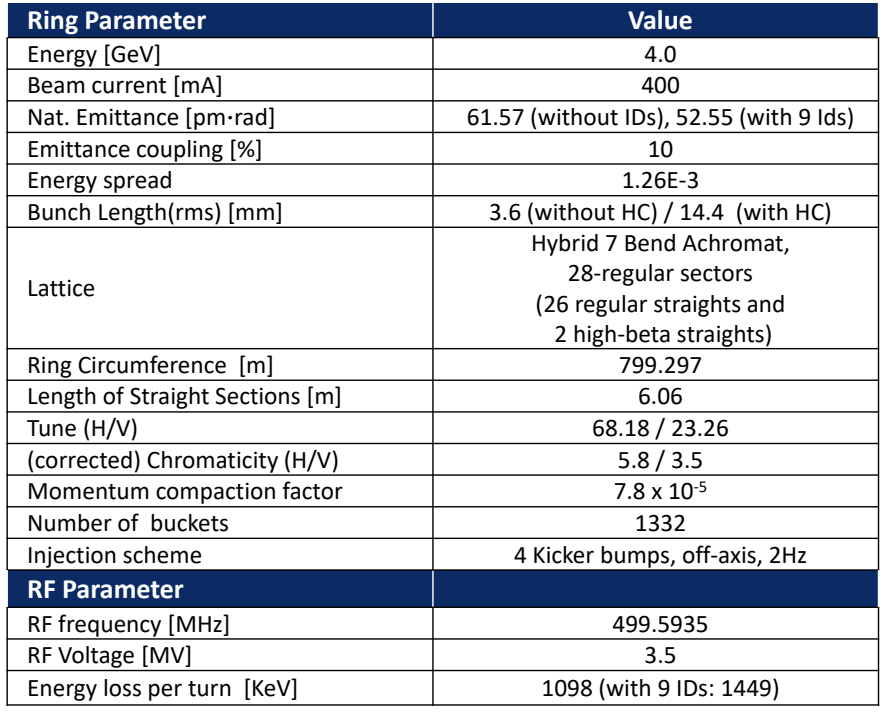 Ring Parameter Value
Energy [GeV] 4.0
Beam current [mA] 400
Nat. Emittance [pm·rad] 61.57 (without IDs), 52.55 (with 9 Ids)
Emittance coupling [%] 10
Energy spread 1.26E-3
Bunch Length(rms) [mm] 3.6 (without HC) / 14.4 (with HC)
Lattice
Hybrid 7 Bend Achromat,
28-regular sectors
(26 regular straights and
2 high-beta straights)
Ring Circumference [m] 799.297
Length of Straight Sections [m] 6.06
Tune (H/V) 68.18 / 23.26
(corrected) Chromaticity (H/V) 5.8 / 3.5
Momentum compaction factor 7.8 x 10⁻⁵
Number of buckets 1332
Injection scheme 4 Kicker bumps, off-axis, 2Hz
RF Parameter
RF frequency [MHz] 499.5935
RF Voltage [MV] 3.5
Energy loss per turn [KeV] 1098 (with 9 IDs: 1449)